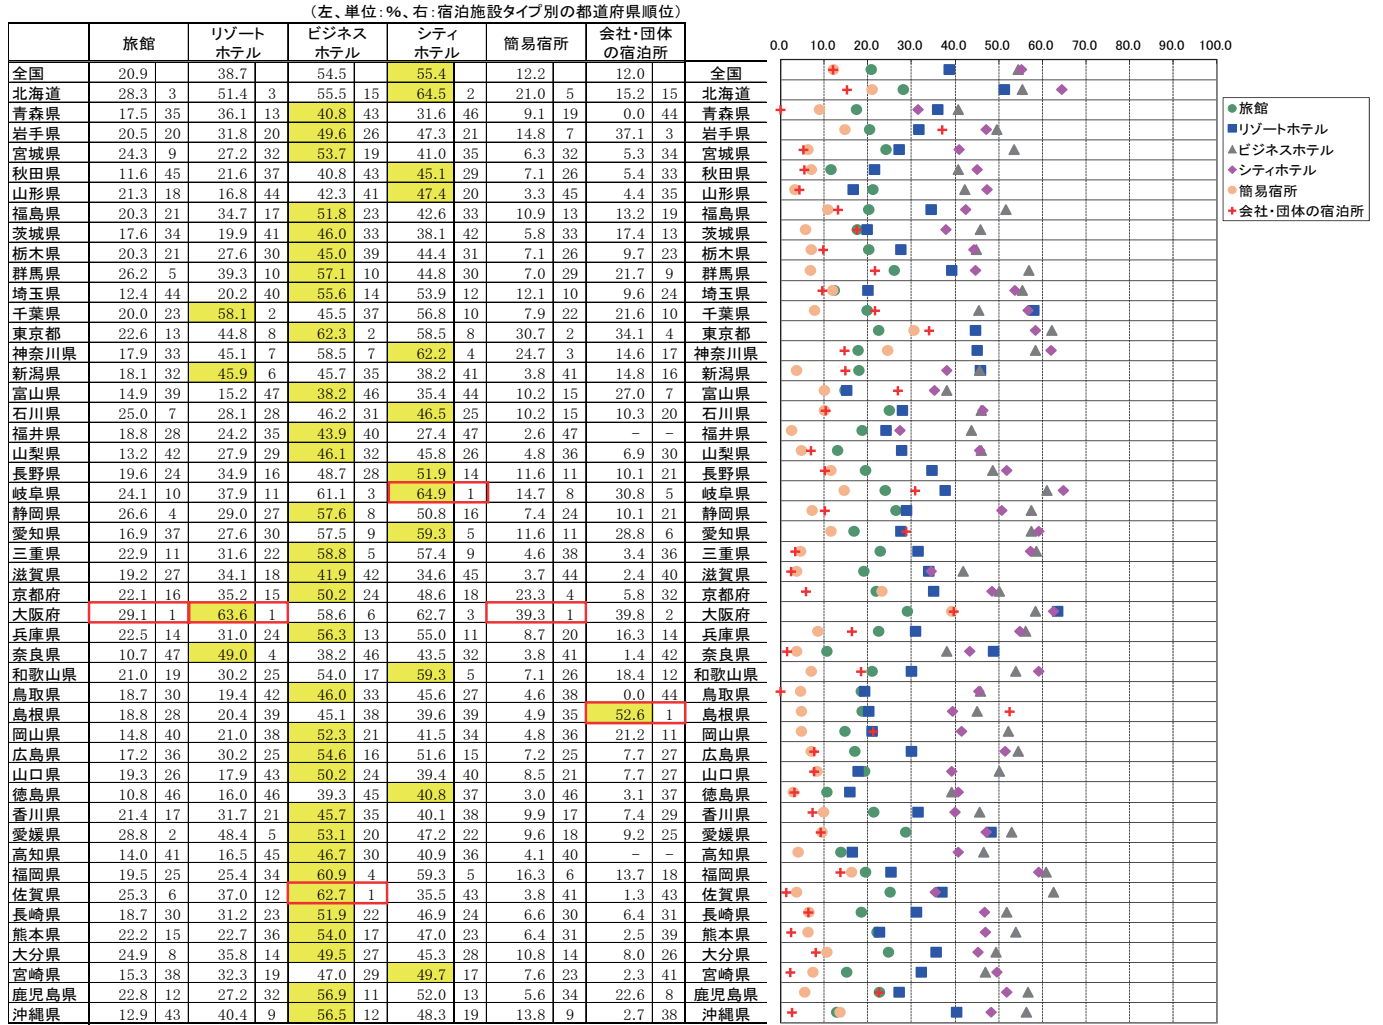 （左、単位：％、右：宿泊施設タイプ別の都道府県順位）
旅館 リゾートホテル ビジネスホテル シティホテル 簡易宿所 会社・団体の宿泊所
0.0 10.0 20.0 30.0 40.0 50.0 60.0 70.0 80.0 90.0 100.0
全国 20.9 38.7 54.5 55.4 12.2 12.0 全国
北海道 28.3 3 51.4 3 55.5 15 64.5 2 21.0 5 15.2 15 北海道
青森県 17.5 35 36.1 13 40.8 43 31.6 46 9.1 19 0.0 44 青森県
岩手県 20.5 20 31.8 20 49.6 26 47.3 21 14.8 7 37.1 3 岩手県
宮城県 24.3 9 27.2 32 53.7 19 41.0 35 6.3 32 5.3 34 宮城県
秋田県 11.6 45 21.6 37 40.8 43 45.1 29 7.1 26 5.4 33 秋田県
山形県 21.3 18 16.8 44 42.3 41 47.4 20 3.3 45 4.4 35 山形県
福島県 20.3 21 34.7 17 51.8 23 42.6 33 10.9 13 13.2 19 福島県
茨城県 17.6 34 19.9 41 46.0 33 38.1 42 5.8 33 17.4 13 茨城県
栃木県 20.3 21 27.6 30 45.0 39 44.4 31 7.1 26 9.7 23 栃木県
群馬県 26.2 5 39.3 10 57.1 10 44.8 30 7.0 29 21.7 9 群馬県
埼玉県 12.4 44 20.2 40 55.6 14 53.9 12 12.1 10 9.6 24 埼玉県
千葉県 20.0 23 58.1 2 45.5 37 56.8 10 7.9 22 21.6 10 千葉県
東京都 22.6 13 44.8 8 62.3 2 58.5 8 30.7 2 34.1 4 東京都
神奈川県 17.9 33 45.1 7 58.5 7 62.2 4 24.7 3 14.6 17 神奈川県
新潟県 18.1 32 45.9 6 45.7 35 38.2 41 3.8 41 14.8 16 新潟県
富山県 14.9 39 15.2 47 38.2 46 35.4 44 10.2 15 27.0 7 富山県
石川県 25.0 7 28.1 28 46.2 31 46.5 25 10.2 15 10.3 20 石川県
福井県 18.8 28 24.2 35 43.9 40 27.4 47 2.6 47 － － 福井県
山梨県 13.2 42 27.9 29 46.1 32 45.8 26 4.8 36 6.9 30 山梨県
長野県 19.6 24 34.9 16 48.7 28 51.9 14 11.6 11 10.1 21 長野県
岐阜県 24.1 10 37.9 11 61.1 3 64.9 1 14.7 8 30.8 5 岐阜県
静岡県 26.6 4 29.0 27 57.6 8 50.8 16 7.4 24 10.1 21 静岡県
愛知県 16.9 37 27.6 30 57.5 9 59.3 5 11.6 11 28.8 6 愛知県
三重県 22.9 11 31.6 22 58.8 5 57.4 9 4.6 38 3.4 36 三重県
滋賀県 19.2 27 34.1 18 41.9 42 34.6 45 3.7 44 2.4 40 滋賀県
京都府 22.1 16 35.2 15 50.2 24 48.6 18 23.3 4 5.8 32 京都府
大阪府 29.1 1 63.6 1 58.6 6 62.7 3 39.3 1 39.8 2 大阪府
兵庫県 22.5 14 31.0 24 56.3 13 55.0 11 8.7 20 16.3 14 兵庫県
奈良県 10.7 47 49.0 4 38.2 46 43.5 32 3.8 41 1.4 42 奈良県
和歌山県 21.0 19 30.2 25 54.0 17 59.3 5 7.1 26 18.4 12 和歌山県
鳥取県 18.7 30 19.4 42 46.0 33 45.6 27 4.6 38 0.0 44 鳥取県
島根県 18.8 28 20.4 39 45.1 38 39.6 39 4.9 35 52.6 1 島根県
岡山県 14.8 40 21.0 38 52.3 21 41.5 34 4.8 36 21.2 11 岡山県
広島県 17.2 36 30.2 25 54.6 16 51.6 15 7.2 25 7.7 27 広島県
山口県 19.3 26 17.9 43 50.2 24 39.4 40 8.5 21 7.7 27 山口県
徳島県 10.8 46 16.0 46 39.3 45 40.8 37 3.0 46 3.1 37 徳島県
香川県 21.4 17 31.7 21 45.7 35 40.1 38 9.9 17 7.4 29 香川県
愛媛県 28.8 2 48.4 5 53.1 20 47.2 22 9.6 18 9.2 25 愛媛県
高知県 14.0 41 16.5 45 46.7 30 40.9 36 4.1 40 － － 高知県
福岡県 19.5 25 25.4 34 60.9 4 59.3 5 16.3 6 13.7 18 福岡県
佐賀県 25.3 6 37.0 12 62.7 1 35.5 43 3.8 41 1.3 43 佐賀県
長崎県 18.7 30 31.2 23 51.9 22 46.9 24 6.6 30 6.4 31 長崎県
熊本県 22.2 15 22.7 36 54.0 17 47.0 23 6.4 31 2.5 39 熊本県
大分県 24.9 8 35.8 14 49.5 27 45.3 28 10.8 14 8.0 26 大分県
宮崎県 15.3 38 32.3 19 47.0 29 49.7 17 7.6 23 2.3 41 宮崎県
鹿児島県 22.8 12 27.2 32 56.9 11 52.0 13 5.6 34 22.6 8 鹿児島県
沖縄県 12.9 43 40.4 9 56.5 12 48.3 19 13.8 9 2.7 38 沖縄県
旅館
リゾートホテル
ビジネスホテル
シティホテル
簡易宿所
会社・団体の宿泊所